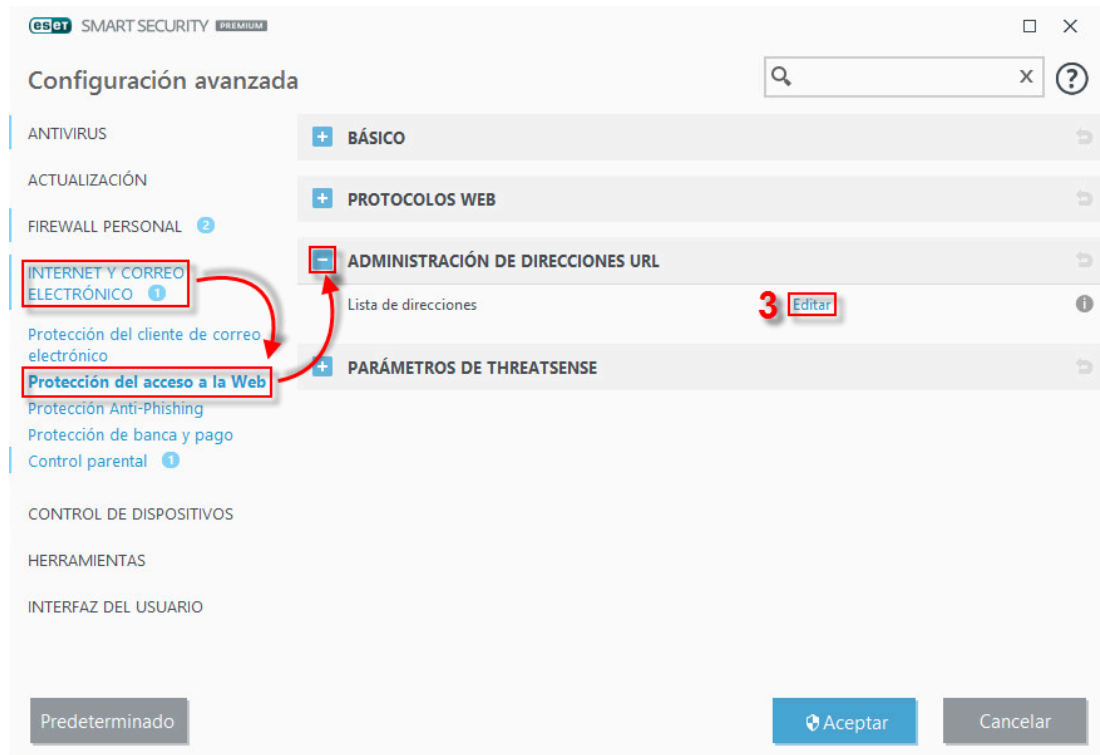 eset SMART SECURITY PREMIUM
Configuración avanzada
X
?
ANTIVIRUS
ACTUALIZACIÓN
FIREWALL PERSONAL 2
INTERNET Y CORREO
ELECTRÓNICO 1
Protección del cliente de correo
electrónico
Protección del acceso a la Web
Protección Anti-Phishing
Protección de banca y pago
Control parental 1
CONTROL DE DISPOSITIVOS
HERRAMIENTAS
INTERFAZ DEL USUARIO
BÁSICO
PROTOCOLOS WEB
ADMINISTRACIÓN DE DIRECCIONES URL
Lista de direcciones 3 Editar
PARÁMETROS DE THREATSENSE
Predeterminado
Aceptar
Cancelar